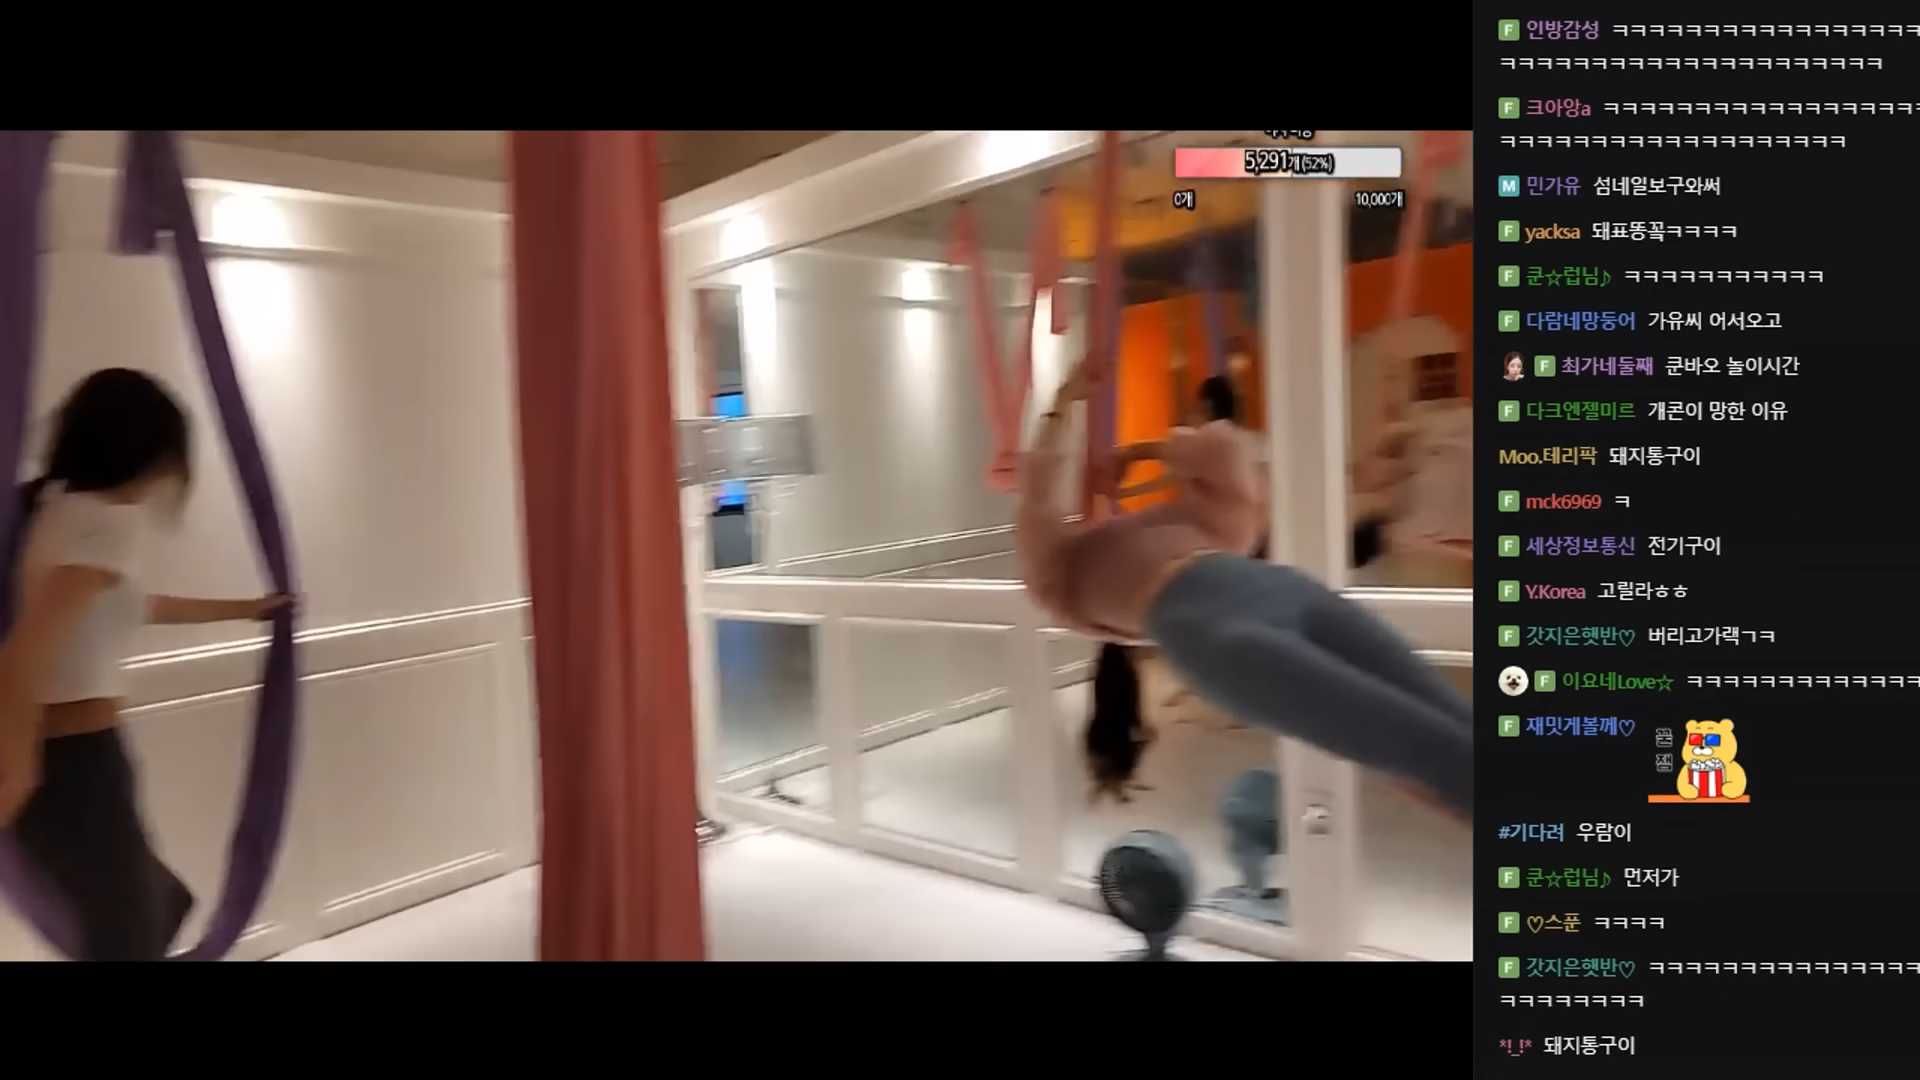 5,291개(52%)
0개
10,000개
F 인방감성 ㅋㅋㅋㅋㅋㅋㅋㅋㅋㅋㅋㅋㅋㅋㅋㅋㅋ
ㅋㅋㅋㅋㅋㅋㅋㅋㅋㅋㅋㅋㅋㅋㅋㅋㅋㅋㅋㅋㅋ
F 크아앙a ㅋㅋㅋㅋㅋㅋㅋㅋㅋㅋㅋㅋㅋㅋㅋㅋㅋㅋ
ㅋㅋㅋㅋㅋㅋㅋㅋㅋㅋㅋㅋㅋㅋㅋㅋㅋㅋㅋ
M 민가유 섬네일보구와써
F yacksa 돼표똥꼬ㅋㅋㅋㅋ
F 쿤☆럽님♪ ㅋㅋㅋㅋㅋㅋㅋㅋㅋㅋㅋ
F 다람네망둥어 가유씨 어서오고
F 최가네둘째 쿤바오 놀이시간
F 다크엔젤미르 개콘이 망한 이유
Moo.테리팍 돼지통구이
F mck6969 ㅋ
F 세상정보통신 전기구이
F Y.Korea 고릴라ㅎㅎ
F 갓지은햇반♡ 버리고가랙ㄱㅋ
F 이요네Love☆ ㅋㅋㅋㅋㅋㅋㅋㅋㅋㅋㅋㅋㅋ
F 재밋게볼께♡
꿀
잼
#기다려 우람이
F 쿤☆럽님♪ 먼저가
F ♡스푼 ㅋㅋㅋㅋ
F 갓지은햇반♡ ㅋㅋㅋㅋㅋㅋㅋㅋㅋㅋㅋㅋㅋㅋㅋ
ㅋㅋㅋㅋㅋㅋㅋㅋ
*!_!* 돼지통구이